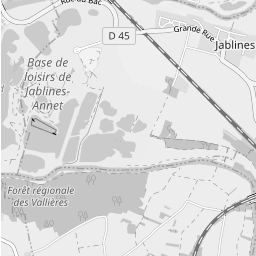 Rue du Bac
D 45
Grande Rue
Jablines
Base de
loisirs de
Jablines-
Annet
Forêt régionale
des Vallières